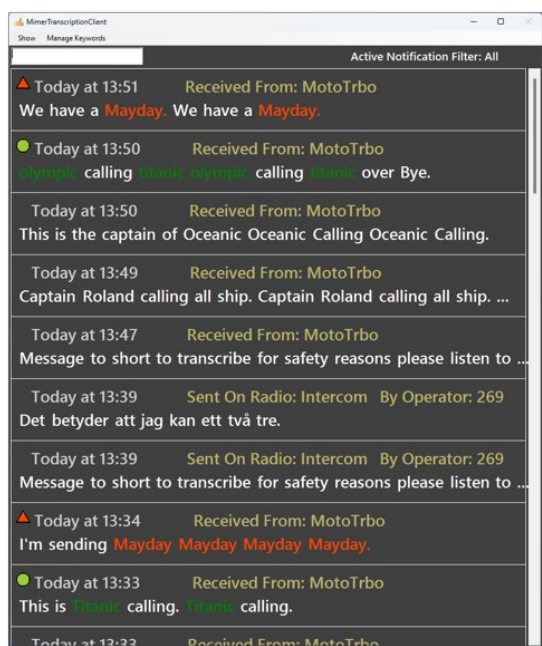 MimerTranscriptionClient
Show Manage Keywords
Active Notification Filter: All
Today at 13:51 Received From: MotoTrbo
We have a Mayday. We have a Mayday.
Today at 13:50 Received From: MotoTrbo
olympic calling titanic olympic calling titanic over Bye.
Today at 13:50 Received From: MotoTrbo
This is the captain of Oceanic Oceanic Calling Oceanic Calling.
Today at 13:49 Received From: MotoTrbo
Captain Roland calling all ship. Captain Roland calling all ship. ...
Today at 13:47 Received From: MotoTrbo
Message to short to transcribe for safety reasons please listen to ...
Today at 13:39 Sent On Radio: Intercom By Operator: 269
Det betyder att jag kan ett två tre.
Today at 13:39 Sent On Radio: Intercom By Operator: 269
Message to short to transcribe for safety reasons please listen to ...
Today at 13:34 Received From: MotoTrbo
I'm sending Mayday Mayday Mayday Mayday.
Today at 13:33 Received From: MotoTrbo
This is Titanic calling. Titanic calling.
Today at 13:33 Received From: MotoTrbo